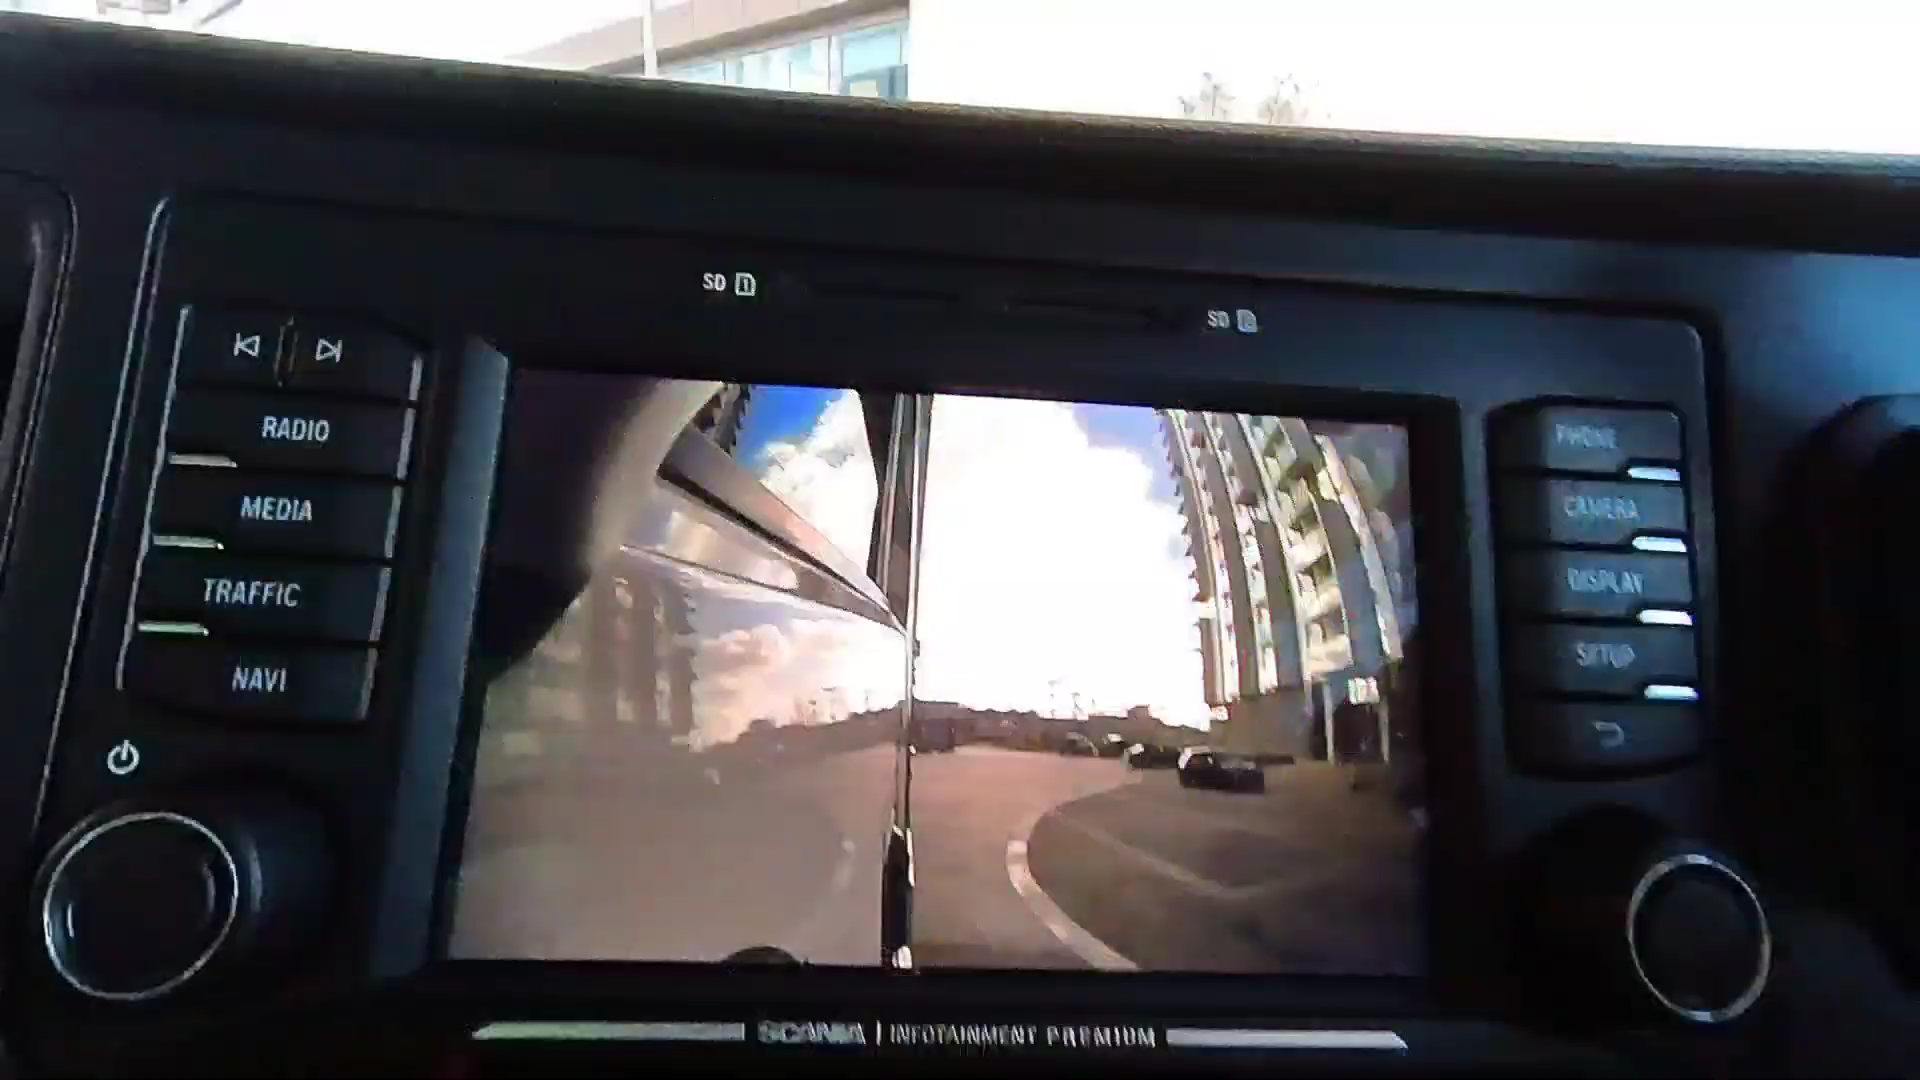 SD 1
SD 2
RADIO
MEDIA
TRAFFIC
NAVI
PHONE
CAMERA
DISPLAY
SETUP
SCANIA | INFOTAINMENT PREMIUM